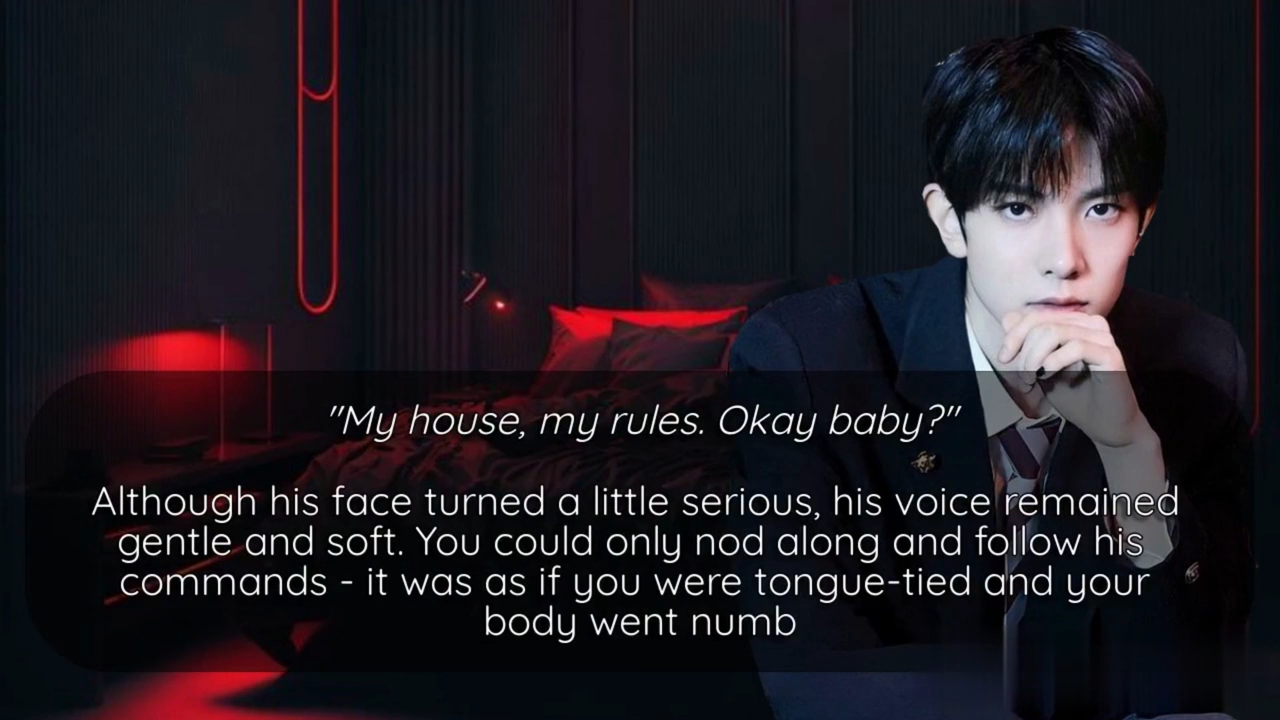 "My house, my rules. Okay baby?"
Although his face turned a little serious, his voice remained
gentle and soft. You could only nod along and follow his
commands - it was as if you were tongue-tied and your
body went numb